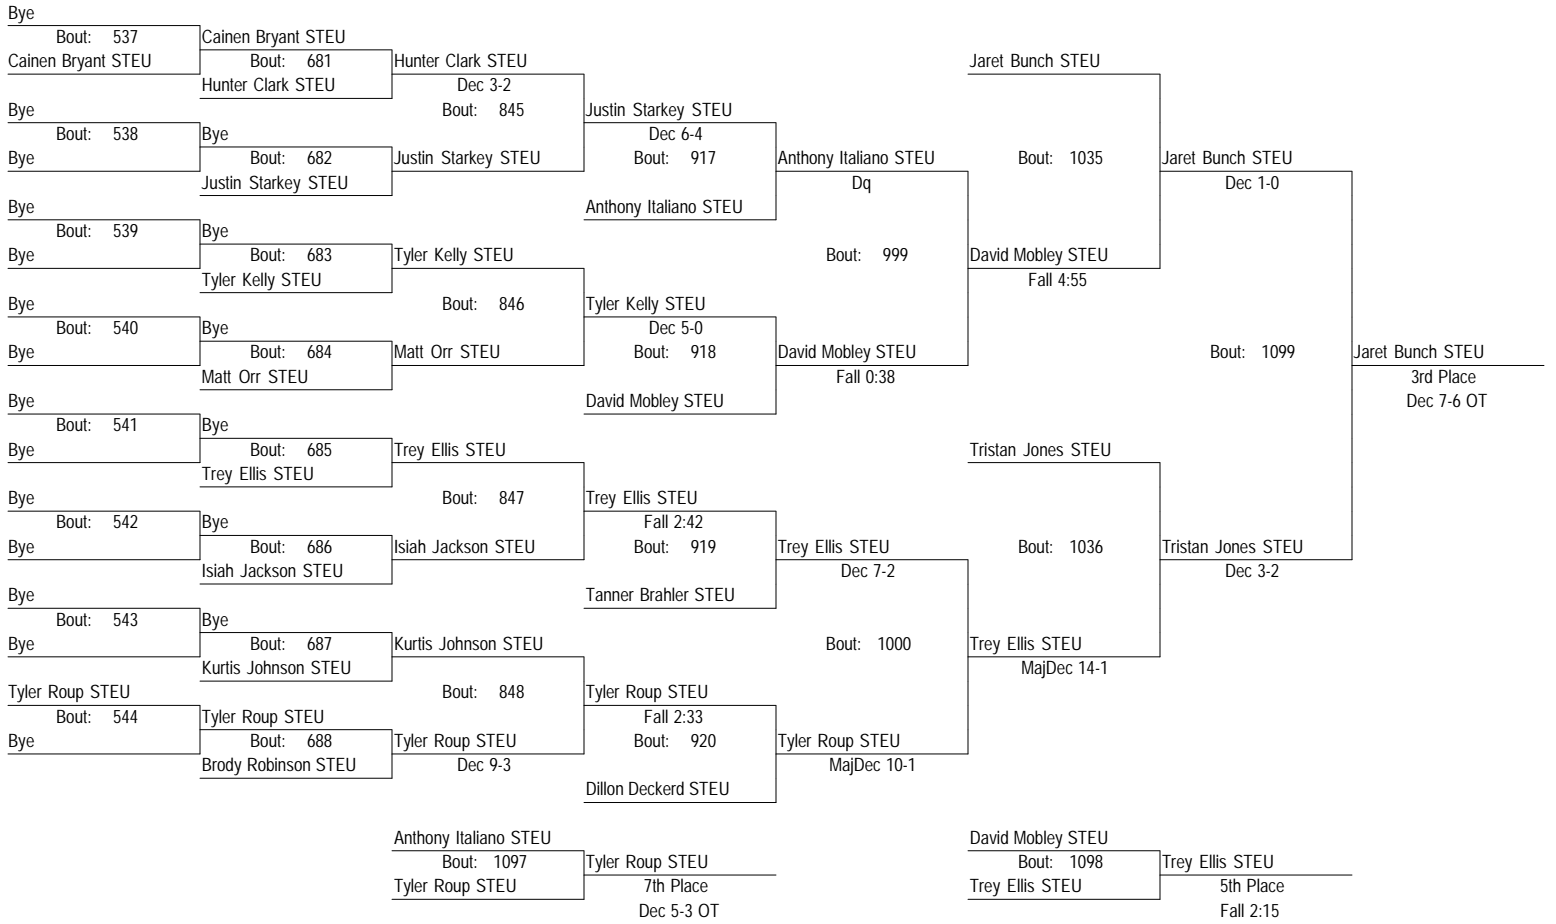 Bye
Bout: 537 Cainen Bryant STEU
Cainen Bryant STEU Bout: 681 Hunter Clark STEU Jaret Bunch STEU
Hunter Clark STEU Dec 3-2
Bye Bout: 845 Justin Starkey STEU
Bout: 538 Bye Dec 6-4
Bye Bout: 682 Justin Starkey STEU Bout: 917 Anthony Italiano STEU Bout: 1035 Jaret Bunch STEU
Justin Starkey STEU Dq Dec 1-0
Bye Anthony Italiano STEU
Bout: 539 Bye
Bye Bout: 683 Tyler Kelly STEU Bout: 999 David Mobley STEU
Tyler Kelly STEU Fall 4:55
Bye Bout: 846 Tyler Kelly STEU
Bout: 540 Bye Dec 5-0
Bye Bout: 684 Matt Orr STEU Bout: 918 David Mobley STEU Bout: 1099 Jaret Bunch STEU
Matt Orr STEU Fall 0:38 3rd Place
Bye David Mobley STEU Dec 7-6 OT
Bout: 541 Bye
Bye Bout: 685 Trey Ellis STEU Tristan Jones STEU
Trey Ellis STEU
Bye Bout: 847 Trey Ellis STEU
Bout: 542 Bye Fall 2:42
Bye Bout: 686 Isiah Jackson STEU Bout: 919 Trey Ellis STEU Bout: 1036 Tristan Jones STEU
Isiah Jackson STEU Dec 7-2 Dec 3-2
Bye Tanner Brahler STEU
Bout: 543 Bye
Bye Bout: 687 Kurtis Johnson STEU Bout: 1000 Trey Ellis STEU
Kurtis Johnson STEU MajDec 14-1
Tyler Roup STEU Bout: 848 Tyler Roup STEU
Bout: 544 Tyler Roup STEU Fall 2:33
Bye Bout: 688 Tyler Roup STEU Bout: 920 Tyler Roup STEU
Brody Robinson STEU Dec 9-3 MajDec 10-1
Dillon Deckerd STEU
Anthony Italiano STEU David Mobley STEU
Bout: 1097 Tyler Roup STEU Bout: 1098 Trey Ellis STEU
Tyler Roup STEU 7th Place Trey Ellis STEU 5th Place
Dec 5-3 OT Fall 2:15